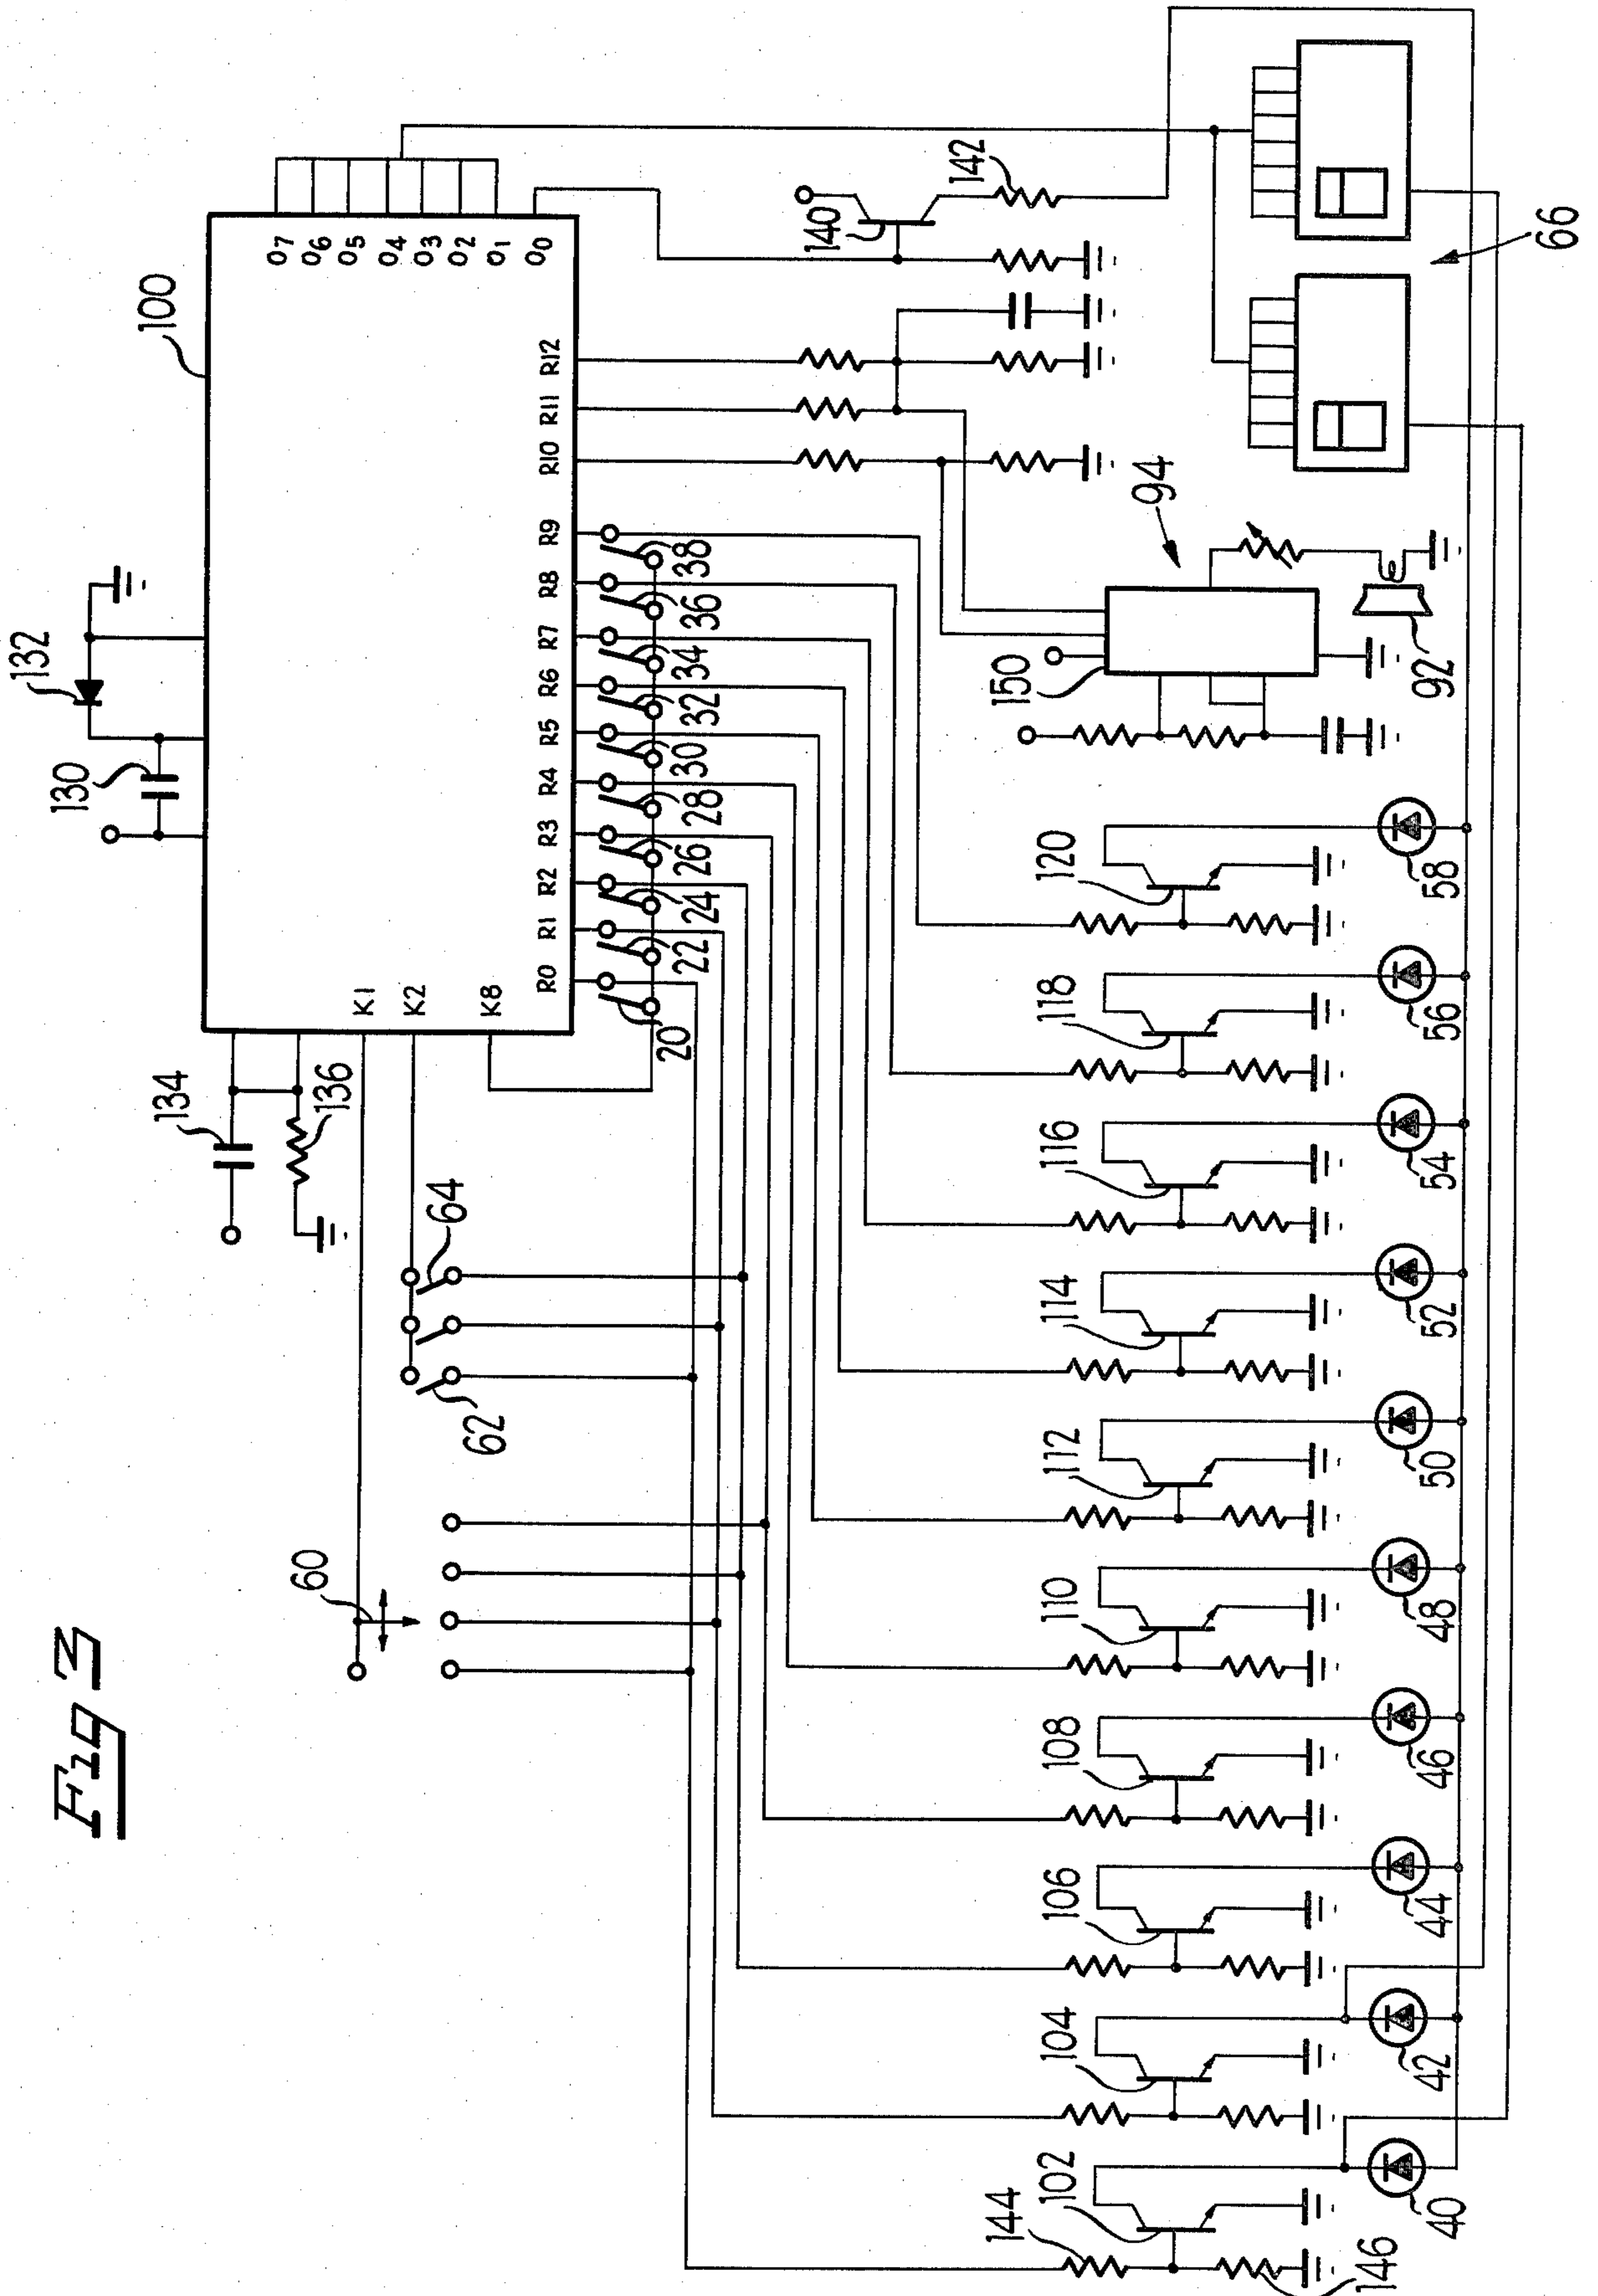 Fig 3
100
132
130
134
136
K1
K2
K8
R0 R1 R2 R3 R4 R5 R6 R7 R8 R9 R10 R11 R12
O7
O6
O5
O4
O3
O2
O1
O0
20 22 24 26 28 30 32 34 36 38
60
62
64
140
142
94
150
92
66
144
102 104 106 108 110 112 114 116 118 120
146
40 42 44 46 48 50 52 54 56 58